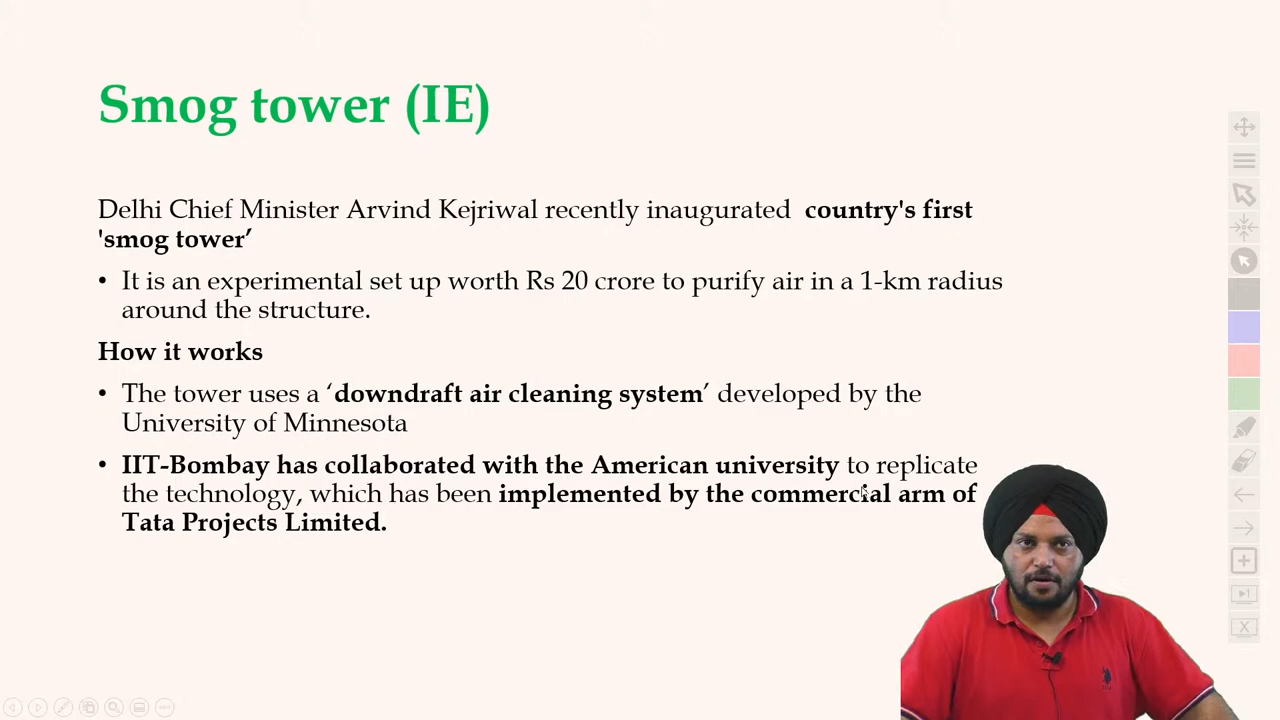 Smog tower (IE)
Delhi Chief Minister Arvind Kejriwal recently inaugurated  country's first
'smog tower’
• It is an experimental set up worth Rs 20 crore to purify air in a 1-km radius
around the structure.
How it works
• The tower uses a ‘downdraft air cleaning system’ developed by the
University of Minnesota
• IIT-Bombay has collaborated with the American university to replicate
the technology, which has been implemented by the commercial arm of
Tata Projects Limited.